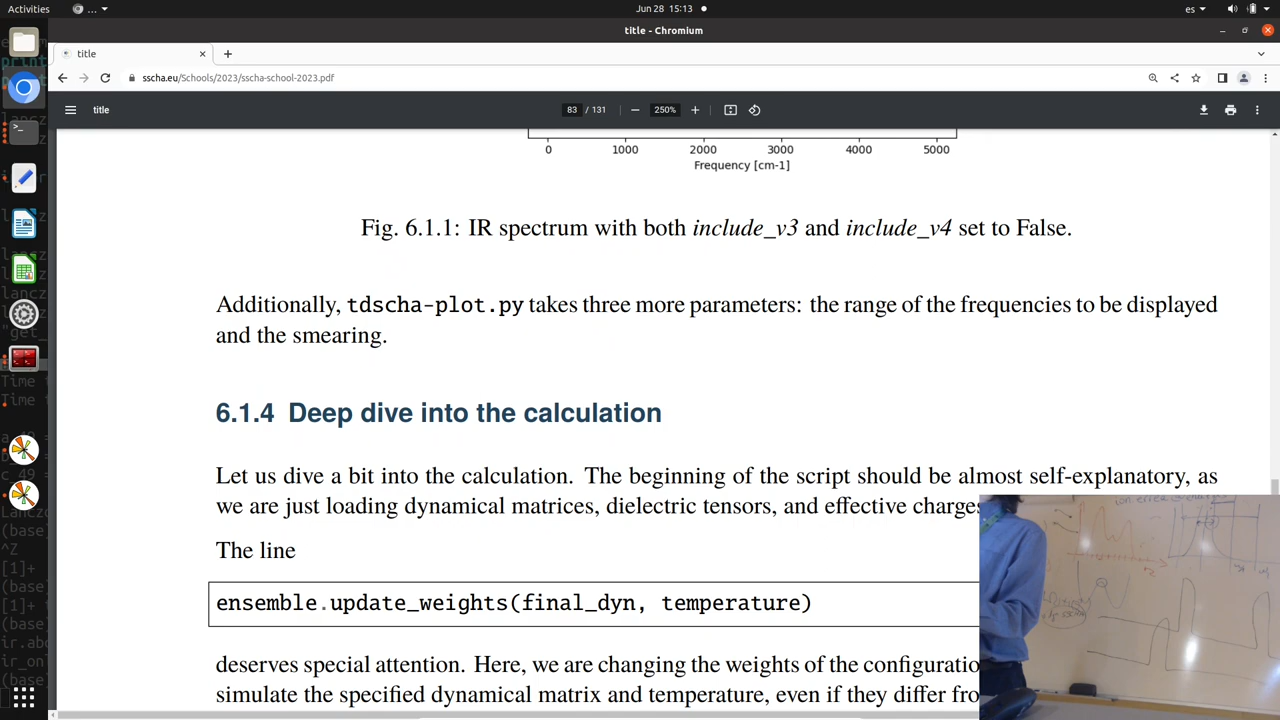 Activities
... 
Jun 28 15:13
es
title - Chromium
title
sscha.eu/Schools/2023/sscha-school-2023.pdf
title
83 / 131
250%
0 1000 2000 3000 4000 5000
Frequency [cm-1]
Fig. 6.1.1: IR spectrum with both include_v3 and include_v4 set to False.
Additionally, tdscha-plot.py takes three more parameters: the range of the frequencies to be displayed
and the smearing.
6.1.4 Deep dive into the calculation
Let us dive a bit into the calculation. The beginning of the script should be almost self-explanatory, as
we are just loading dynamical matrices, dielectric tensors, and effective charges
The line
ensemble.update_weights(final_dyn, temperature)
deserves special attention. Here, we are changing the weights of the configuratio
simulate the specified dynamical matrix and temperature, even if they differ fro